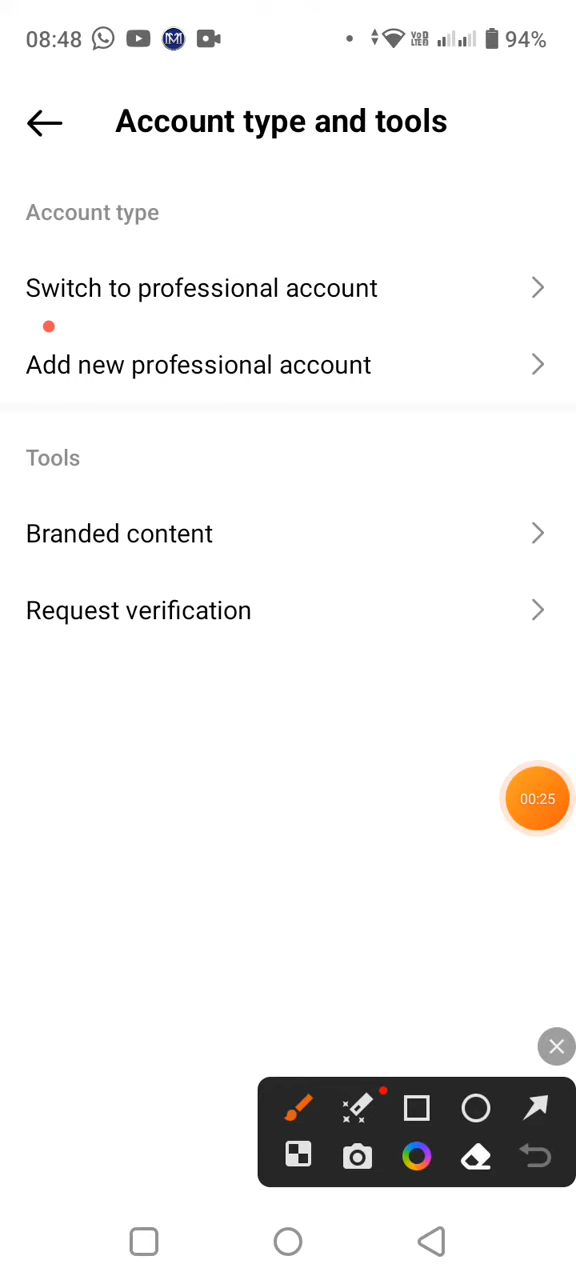 08:48 94%
Account type and tools
Account type
Switch to professional account
Add new professional account
Tools
Branded content
Request verification
00:25